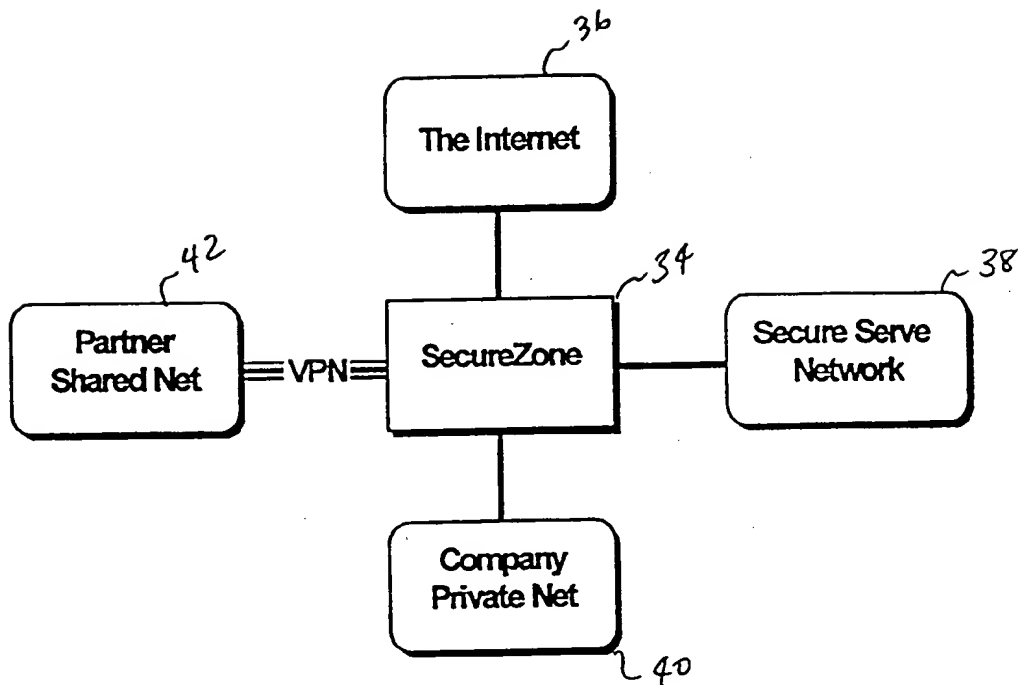 36
The Internet
42
34
38
Partner
Shared Net
VPN
SecureZone
Secure Serve
Network
Company
Private Net
40